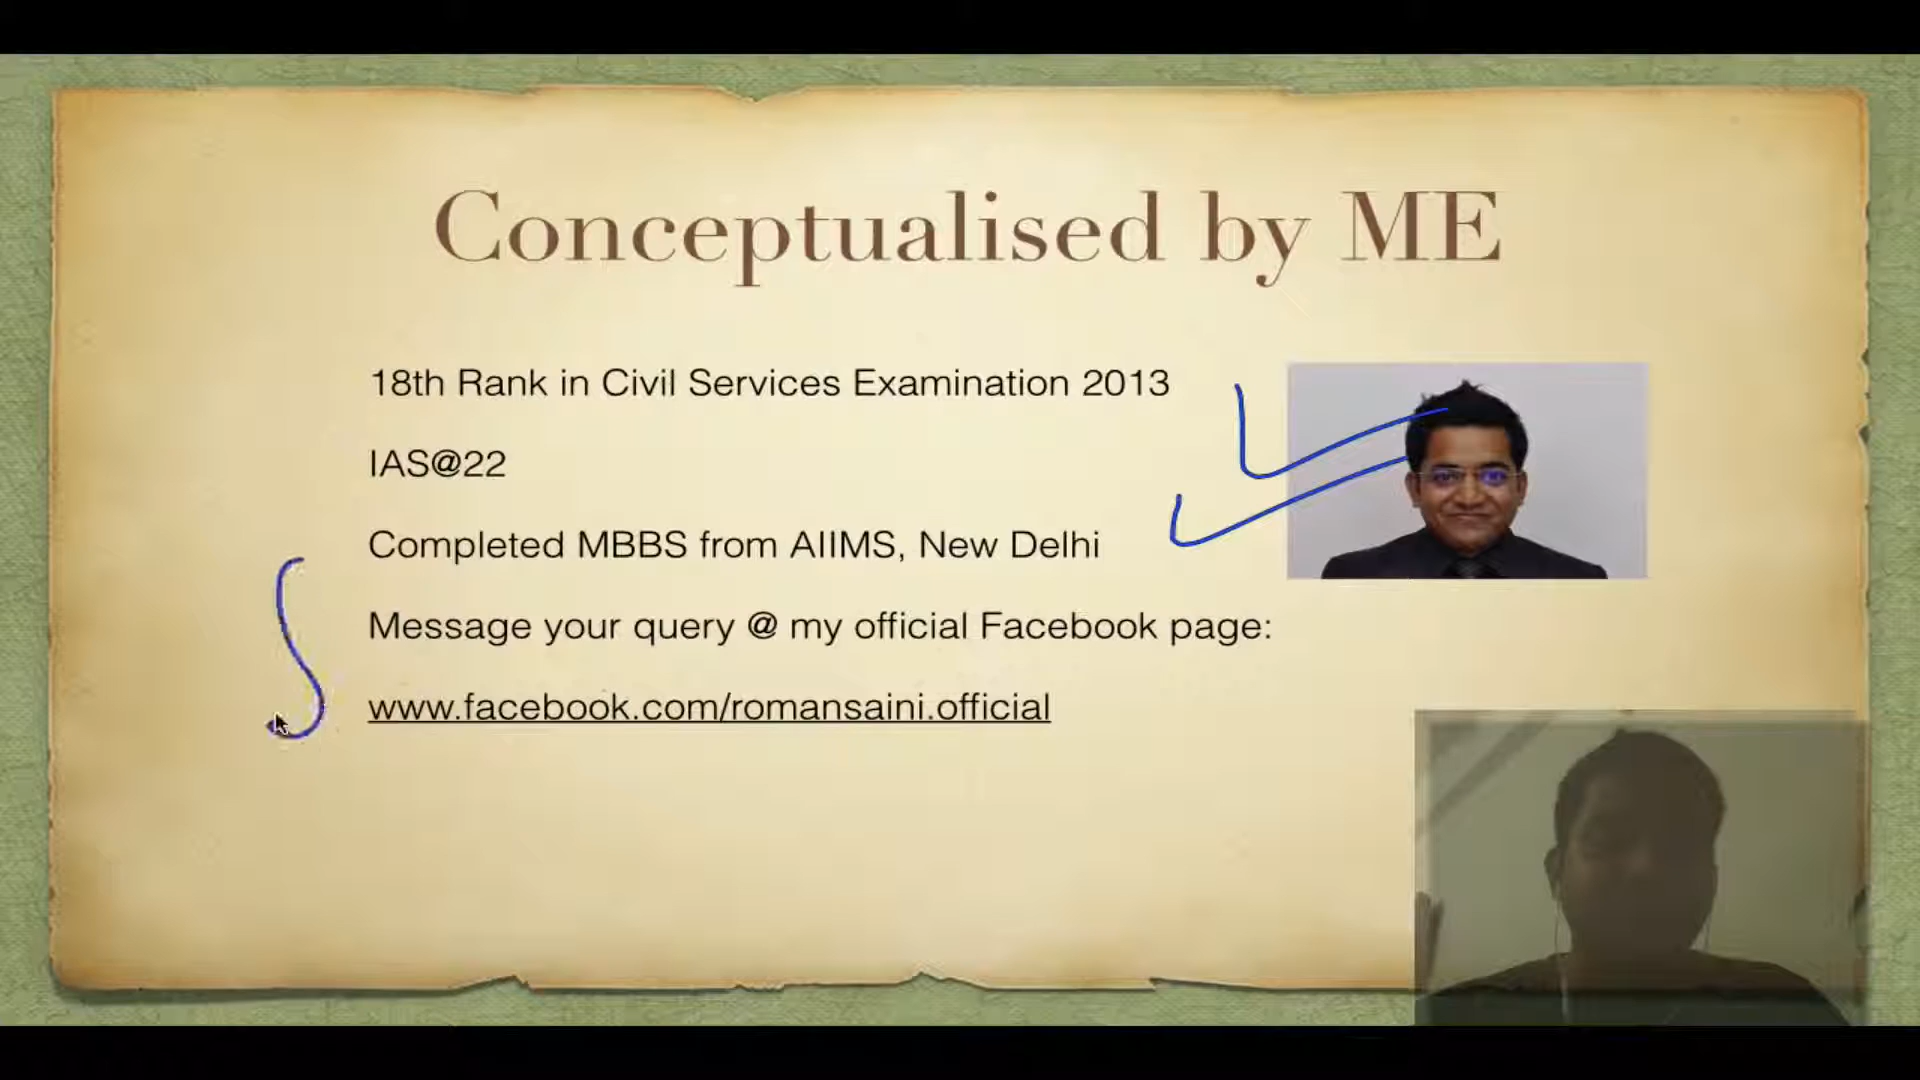 Conceptualised by ME
18th Rank in Civil Services Examination 2013
IAS@22
Completed MBBS from AIIMS, New Delhi
Message your query @ my official Facebook page:
www.facebook.com/romansaini.official